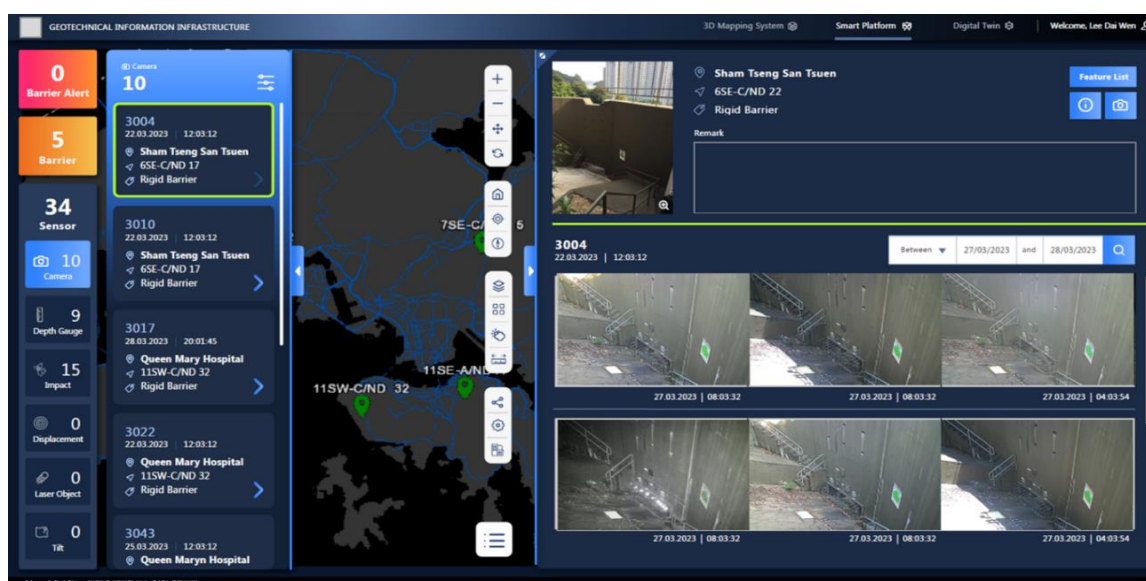 GEOTECHNICAL INFORMATION INFRASTRUCTURE
3D Mapping System
Smart Platform
Digital Twin
Welcome, Lee Dai Wen
0
Barrier Alert
5
Barrier
34
Sensor
10
Camera
9
Depth Gauge
15
Impact
0
Displacement
0
Laser Object
0
Tilt
Camera
10
3004
22.03.2023 | 12:03:12
Sham Tseng San Tsuen
6SE-C/ND 17
Rigid Barrier
3010
22.03.2023 | 12:03:12
Sham Tseng San Tsuen
6SE-C/ND 17
Rigid Barrier
3017
28.03.2023 | 20:01:45
Queen Mary Hospital
11SW-C/ND 32
Rigid Barrier
3022
22.03.2023 | 12:03:12
Queen Mary Hospital
11SW-C/ND 32
Rigid Barrier
3043
25.03.2023 | 12:03:12
Queen Maryn Hospital
7SE-C/ 5
11SE-A/N
11SW-C/ND 32
Sham Tseng San Tsuen
6SE-C/ND 22
Rigid Barrier
Feature List
Remark
3004
22.03.2023 | 12:03:12
Between 27/03/2023 and 28/03/2023
27.03.2023 | 08:03:32
27.03.2023 | 08:03:32
27.03.2023 | 04:03:54
27.03.2023 | 08:03:32
27.03.2023 | 08:03:32
27.03.2023 | 04:03:54